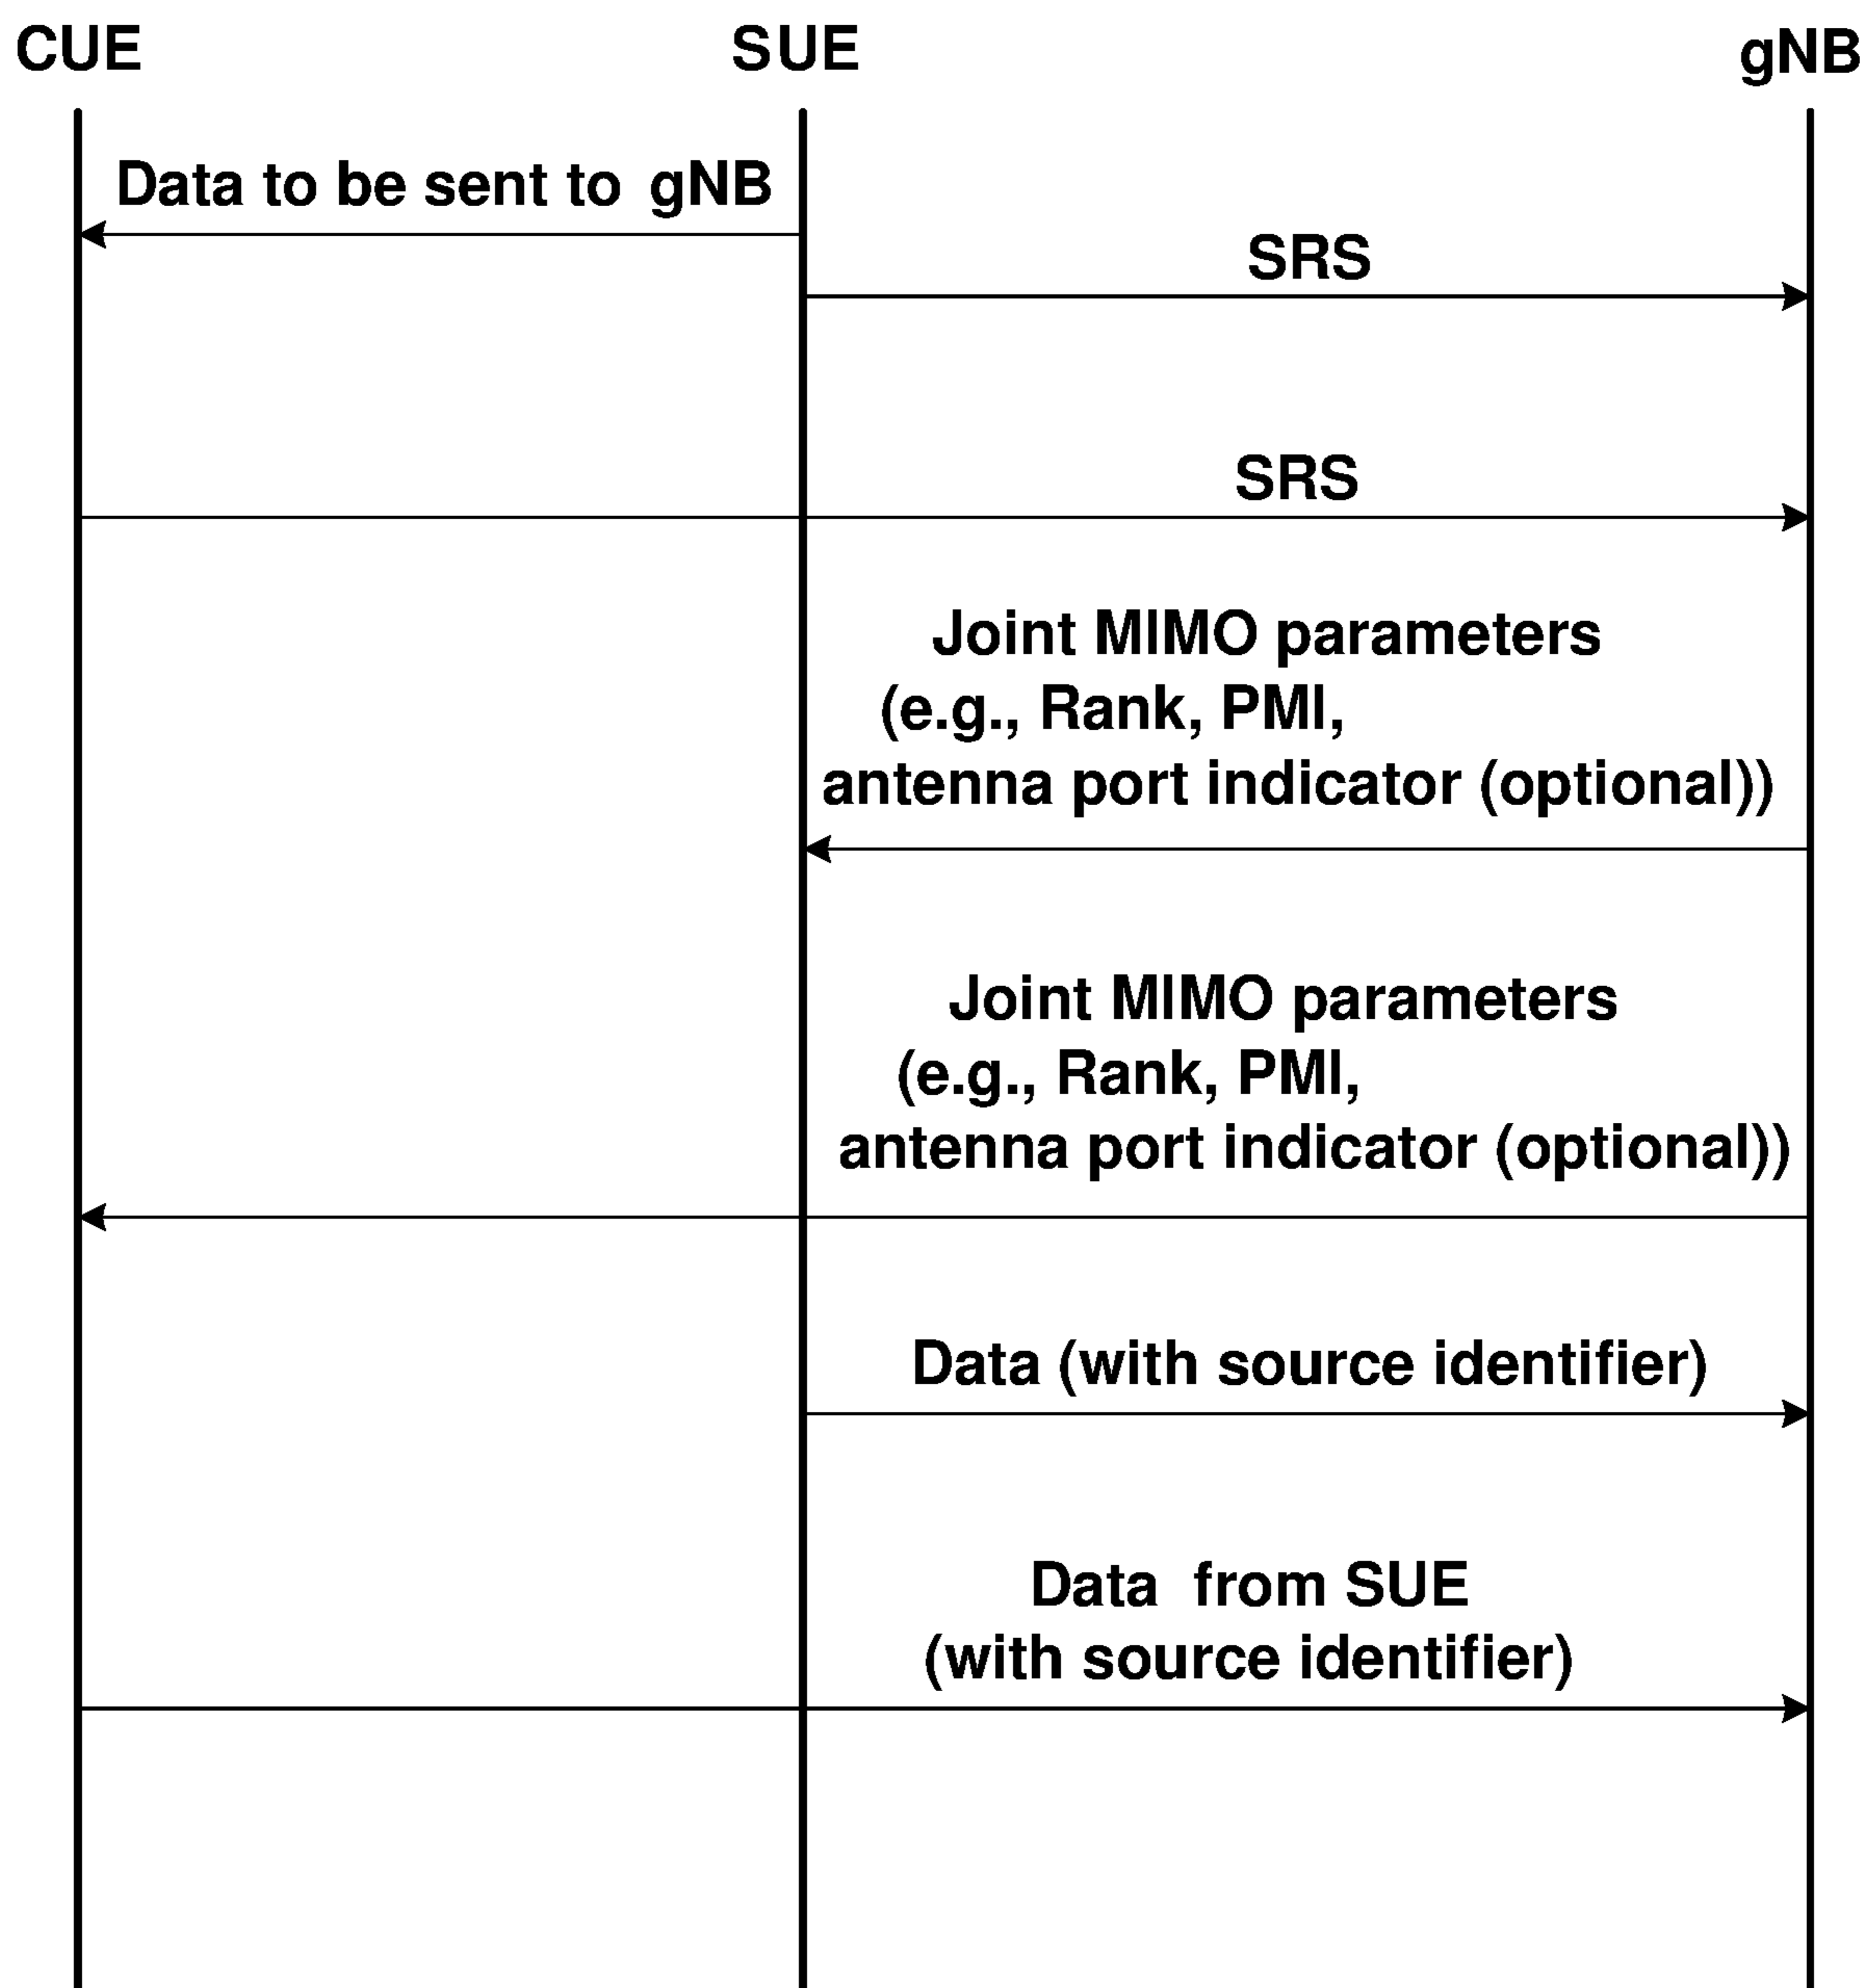 CUE SUE gNB
Data to be sent to gNB
SRS
SRS
Joint MIMO parameters
(e.g., Rank, PMI,
antenna port indicator (optional))
Joint MIMO parameters
(e.g., Rank, PMI,
antenna port indicator (optional))
Data (with source identifier)
Data from SUE
(with source identifier)